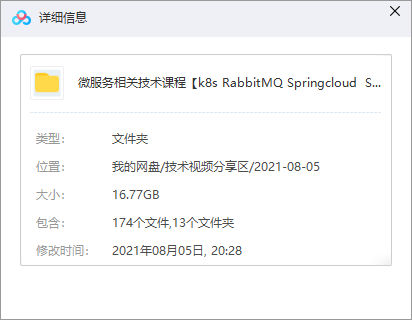 详细信息
微服务相关技术课程【k8s RabbitMQ Springcloud S...
类型： 文件夹
位置： 我的网盘/技术视频分享区/2021-08-05
大小： 16.77GB
包含： 174个文件,13个文件夹
修改时间： 2021年08月05日, 20:28